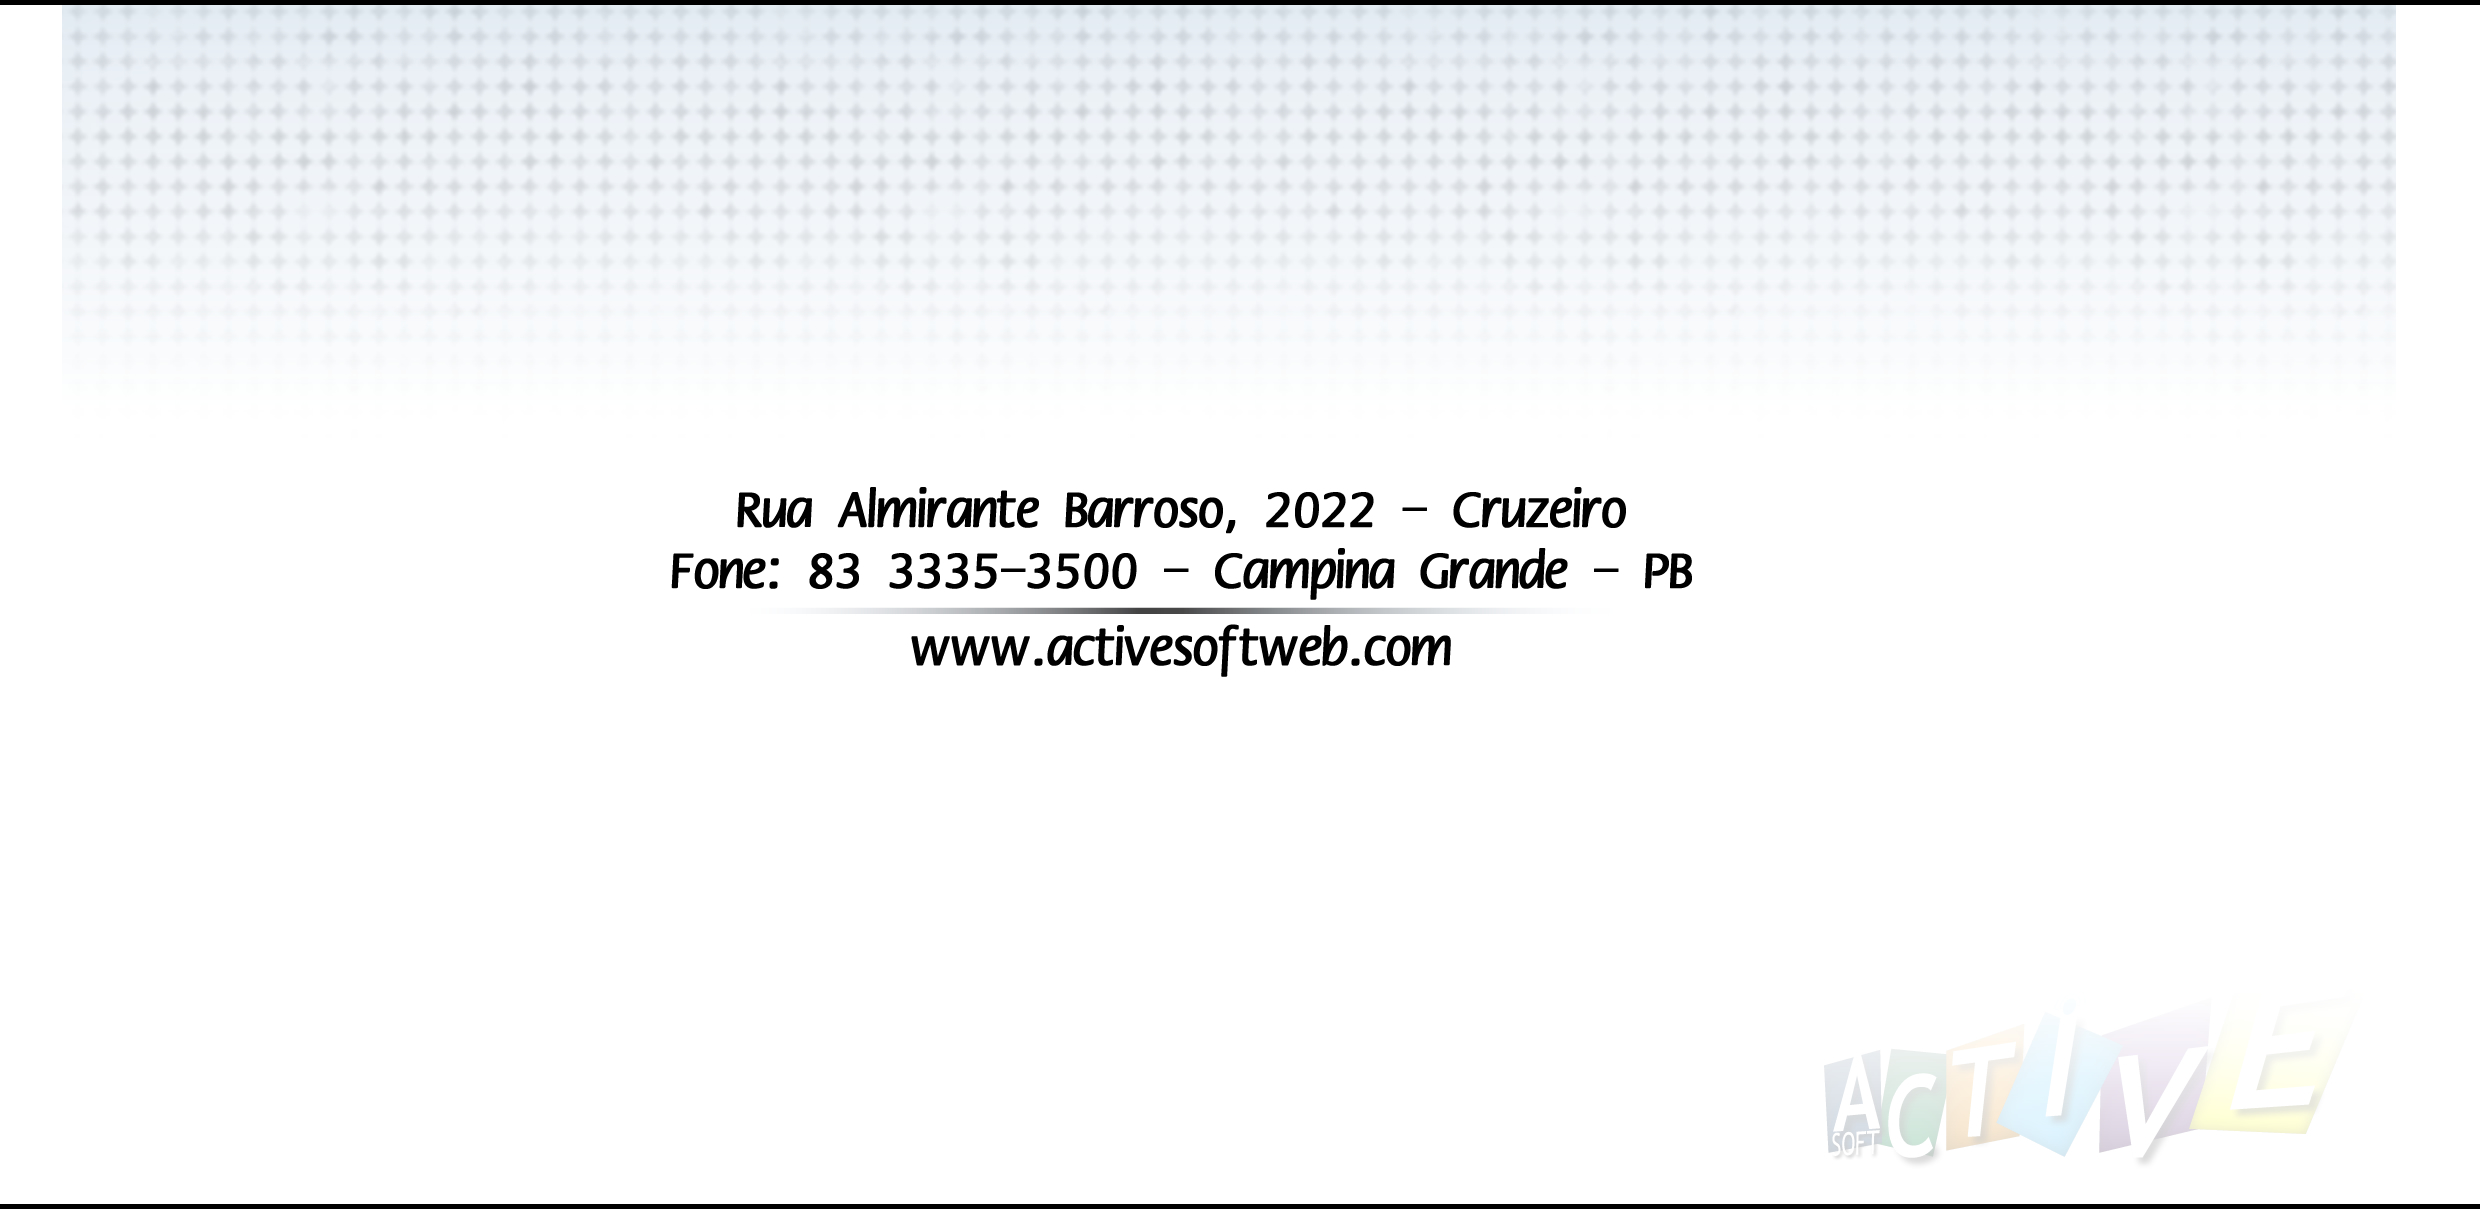 Rua Almirante Barroso, 2022 - Cruzeiro
Fone: 83 3335-3500 - Campina Grande - PB
www.activesoftweb.com
ACTIVE
SOFT